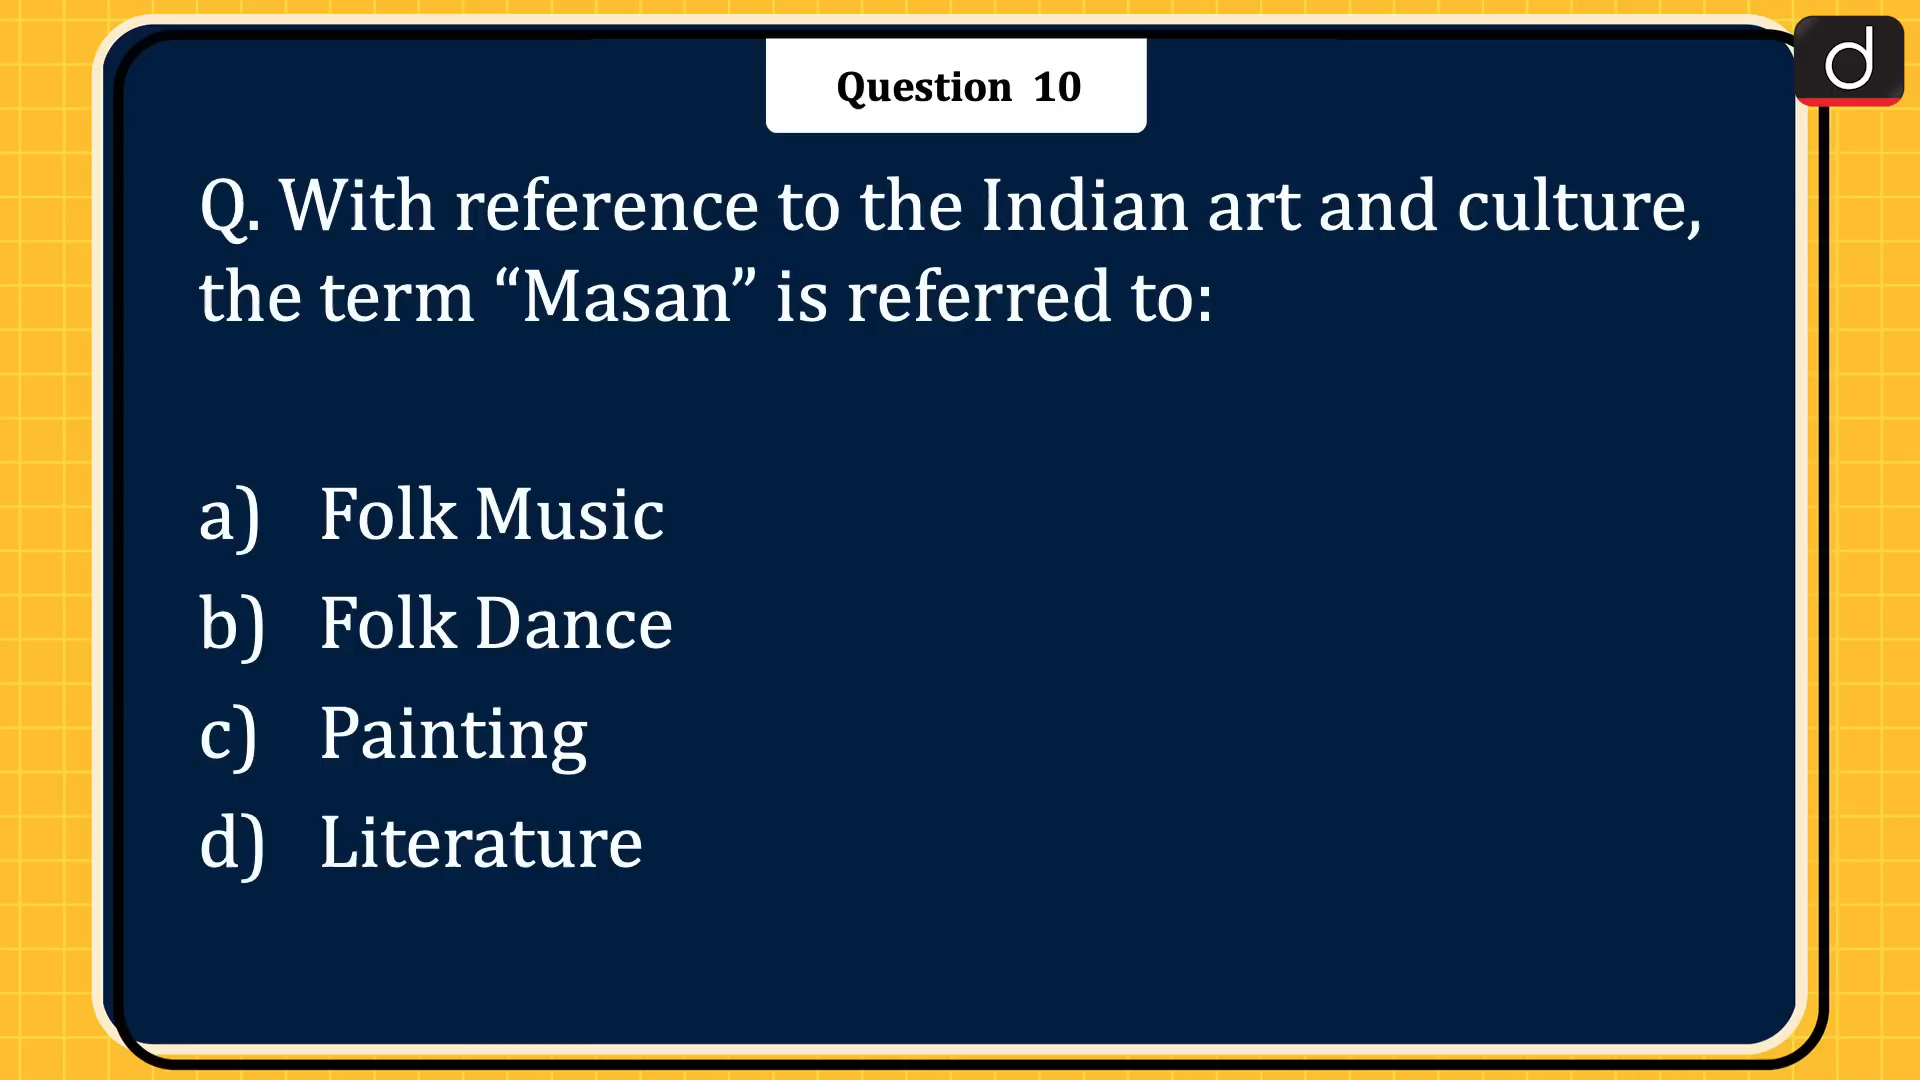 Question 10
Q. With reference to the Indian art and culture,
the term “Masan” is referred to:
a) Folk Music
b) Folk Dance
c) Painting
d) Literature
d